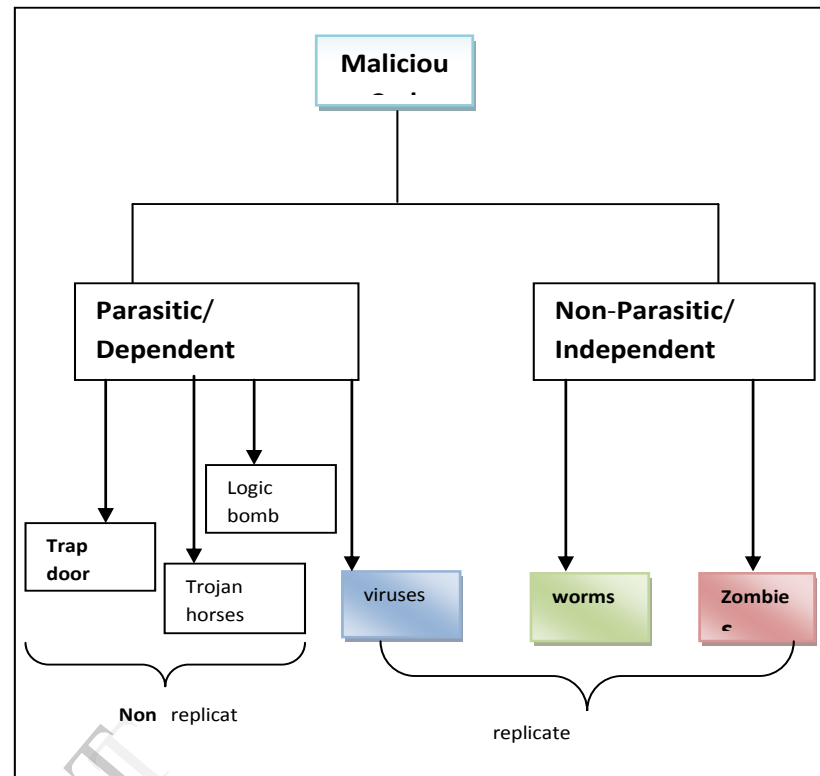 Maliciou
Parasitic/
Dependent
Non-Parasitic/
Independent
Logic
bomb
Trap
door
Trojan
horses
viruses
worms
Zombie
Non replicat
replicate